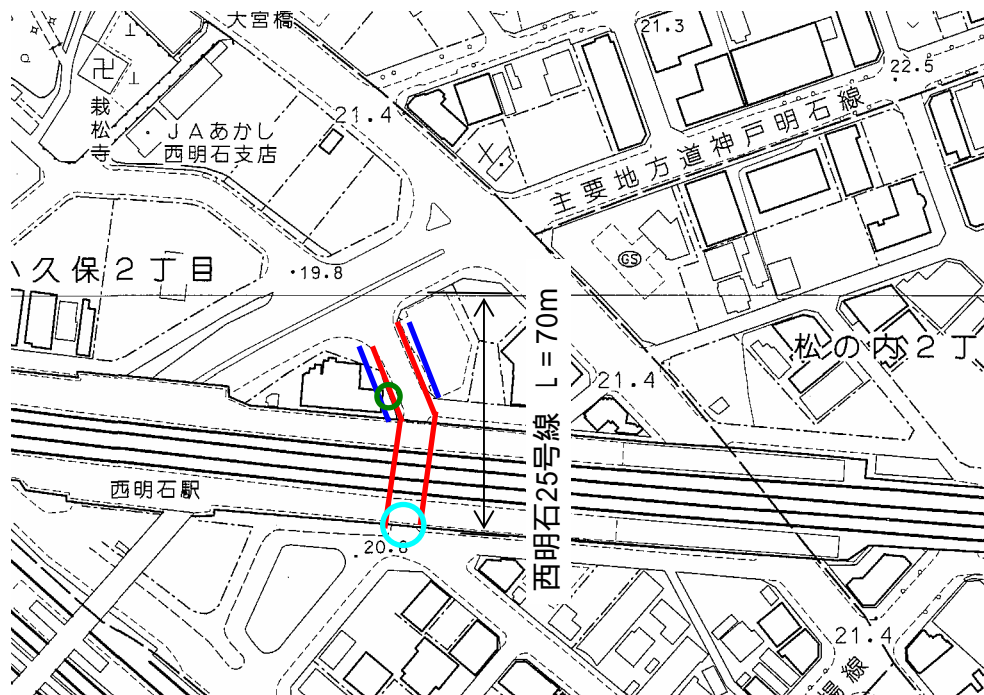 大宮橋
21.3
22.5
栽松寺
JAあかし
西明石支店
21.4
主要地方道神戸明石線
小久保2丁目
19.8
GS
松の内2丁
21.4
西明石25号線 L=70m
西明石駅
20.8
21.4
線